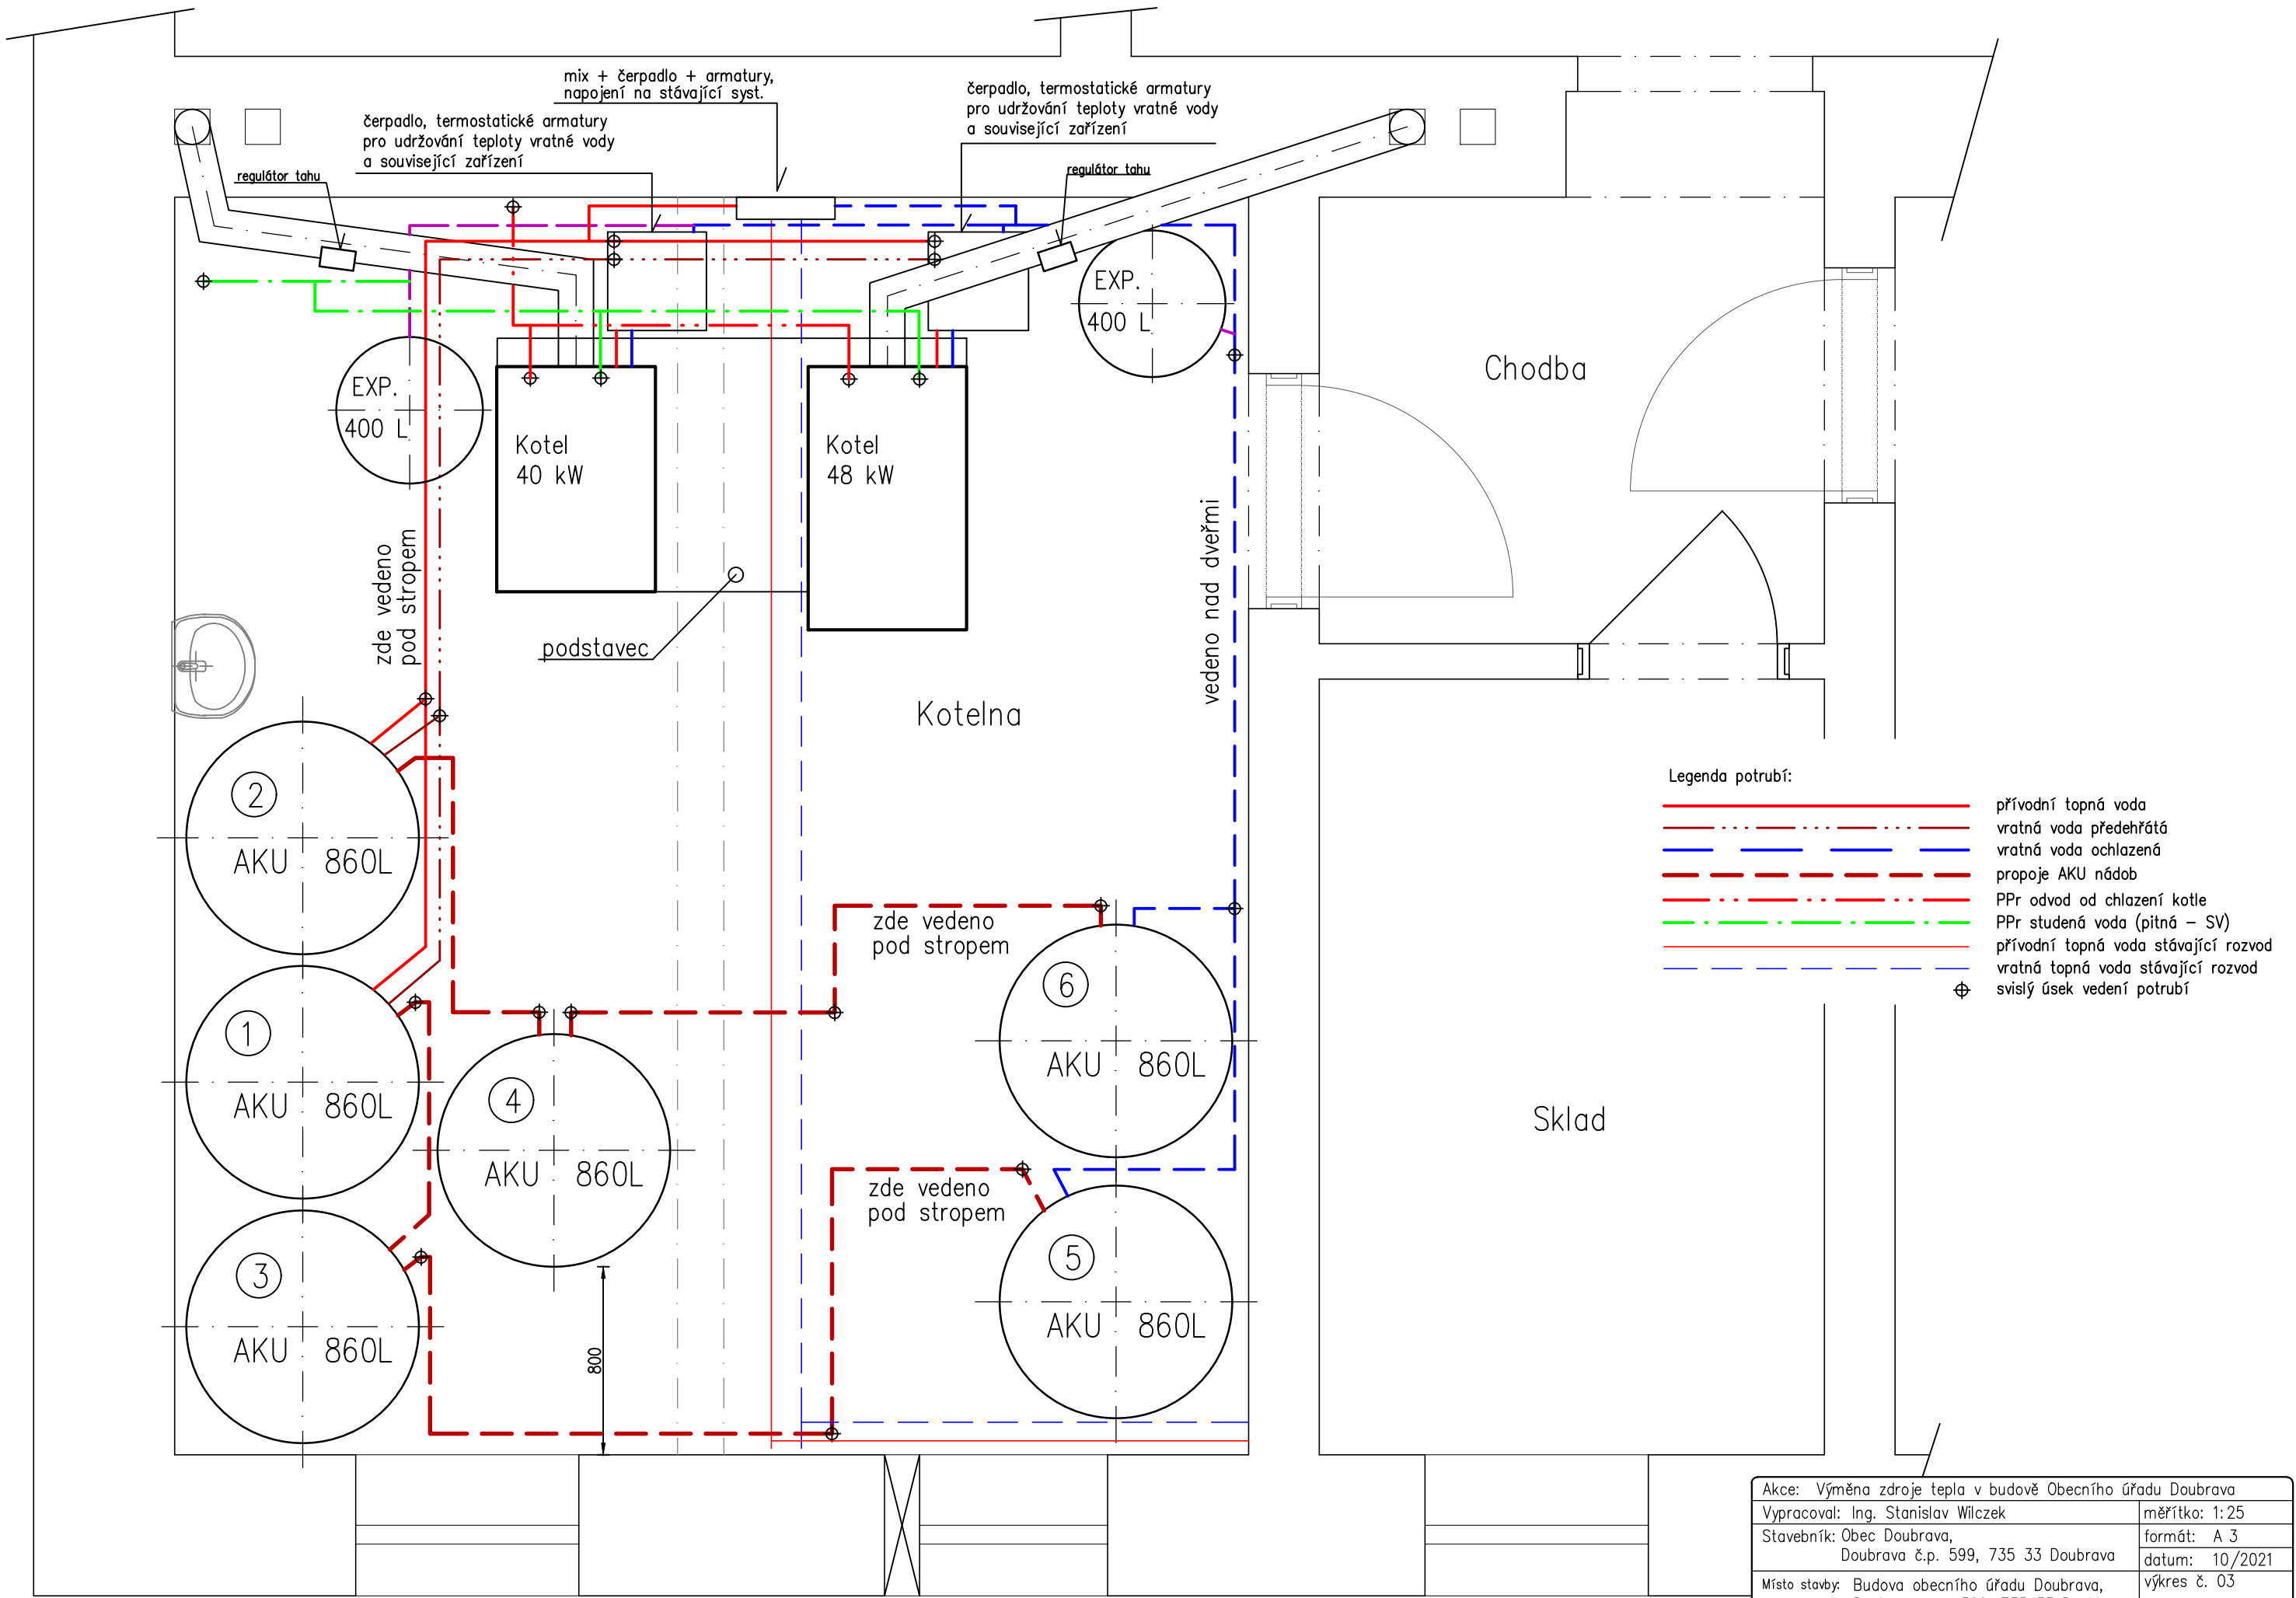 mix + čerpadlo + armatury,
napojení na stávající syst.
čerpadlo, termostatické armatury
pro udržování teploty vratné vody
a související zařízení
čerpadlo, termostatické armatury
pro udržování teploty vratné vody
a související zařízení
regulátor tahu
regulátor tahu
EXP.
400 L
EXP.
400 L
Kotel
40 kW
Kotel
48 kW
Chodba
zde vedeno
pod stropem
vedeno nad dveřmi
podstavec
Kotelna
2
AKU 860L
1
AKU 860L
3
AKU 860L
4
AKU 860L
zde vedeno
pod stropem
6
AKU 860L
zde vedeno
pod stropem
5
AKU 860L
800
Sklad
Legenda potrubí:
přívodní topná voda
vratná voda předehřátá
vratná voda ochlazená
propoje AKU nádob
PPr odvod od chlazení kotle
PPr studená voda (pitná – SV)
přívodní topná voda stávající rozvod
vratná topná voda stávající rozvod
svislý úsek vedení potrubí
Akce: Výměna zdroje tepla v budově Obecního úřadu Doubrava
Vypracoval: Ing. Stanislav Wilczek
měřítko: 1:25
Stavebník: Obec Doubrava,
Doubrava č.p. 599, 735 33 Doubrava
formát: A 3
datum: 10/2021
Místo stavby: Budova obecního úřadu Doubrava,
výkres č. 03